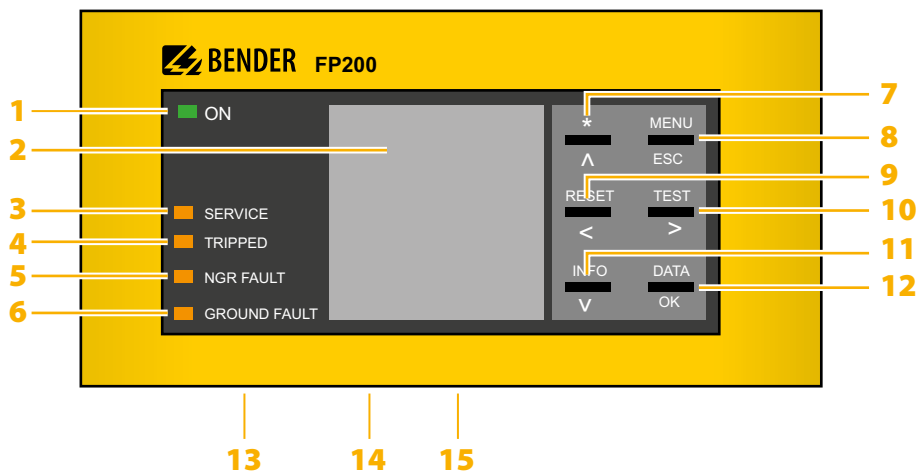 BENDER FP200
1
ON
2
3
SERVICE
4
TRIPPED
5
NGR FAULT
6
GROUND FAULT
*
^
MENU
ESC
RESET
<
TEST
>
INFO
v
DATA
OK
7
8
9
10
11
12
13 14 15